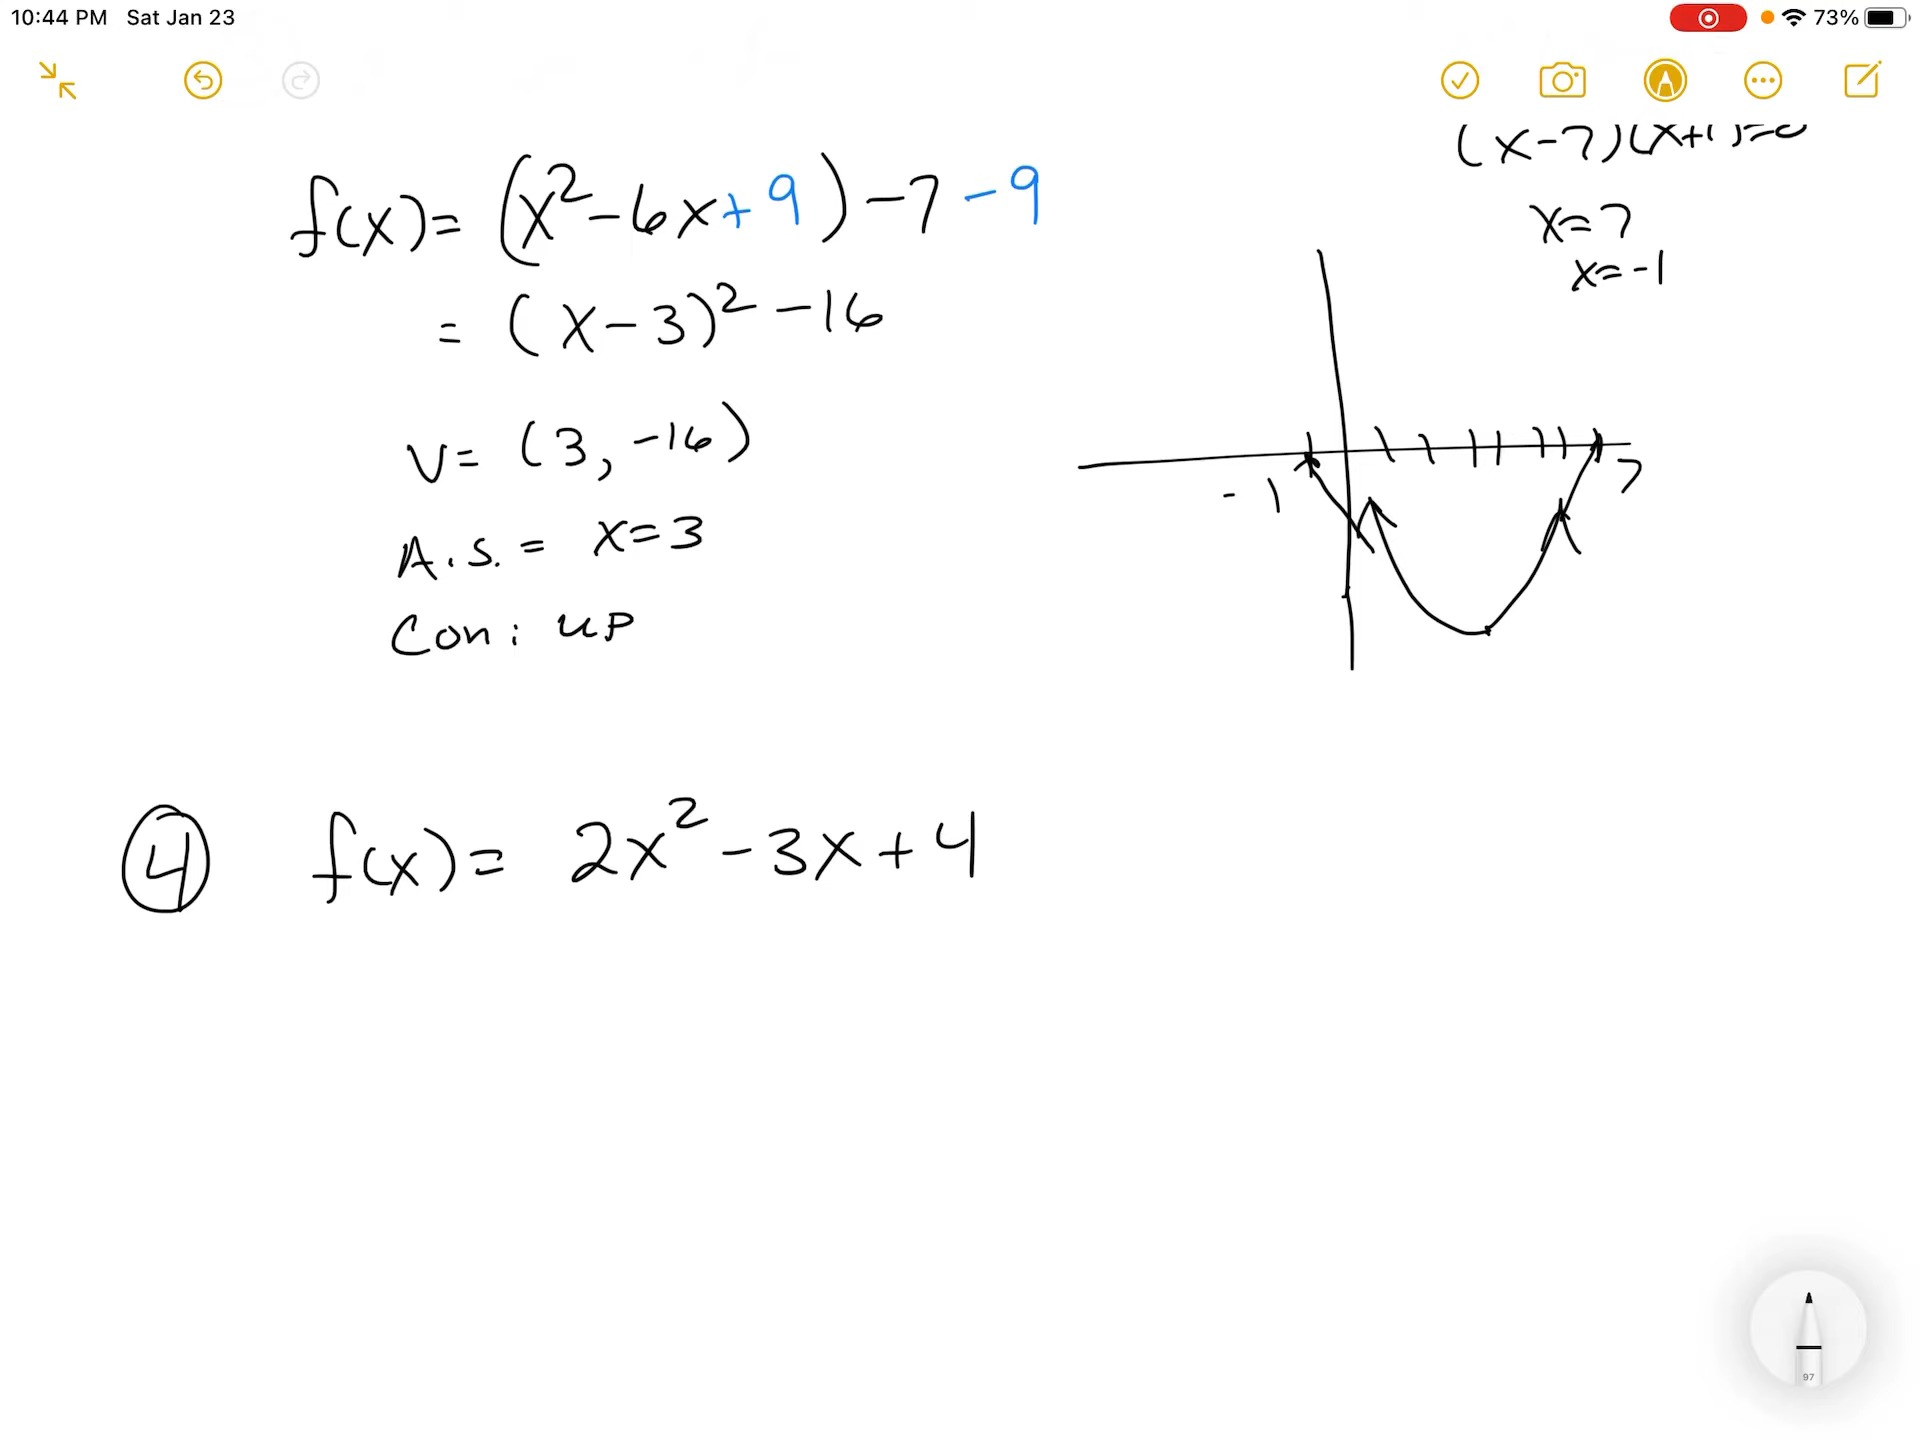 10:44 PM Sat Jan 23
73%
(x-7)(x+1)=0
f(x)= (x²-6x+9)-7-9
x=7
x=-1
= (x-3)²-16
V= (3,-16)
-1
7
A.S. = x=3
Con: up
4 f(x)= 2x²-3x+4
97